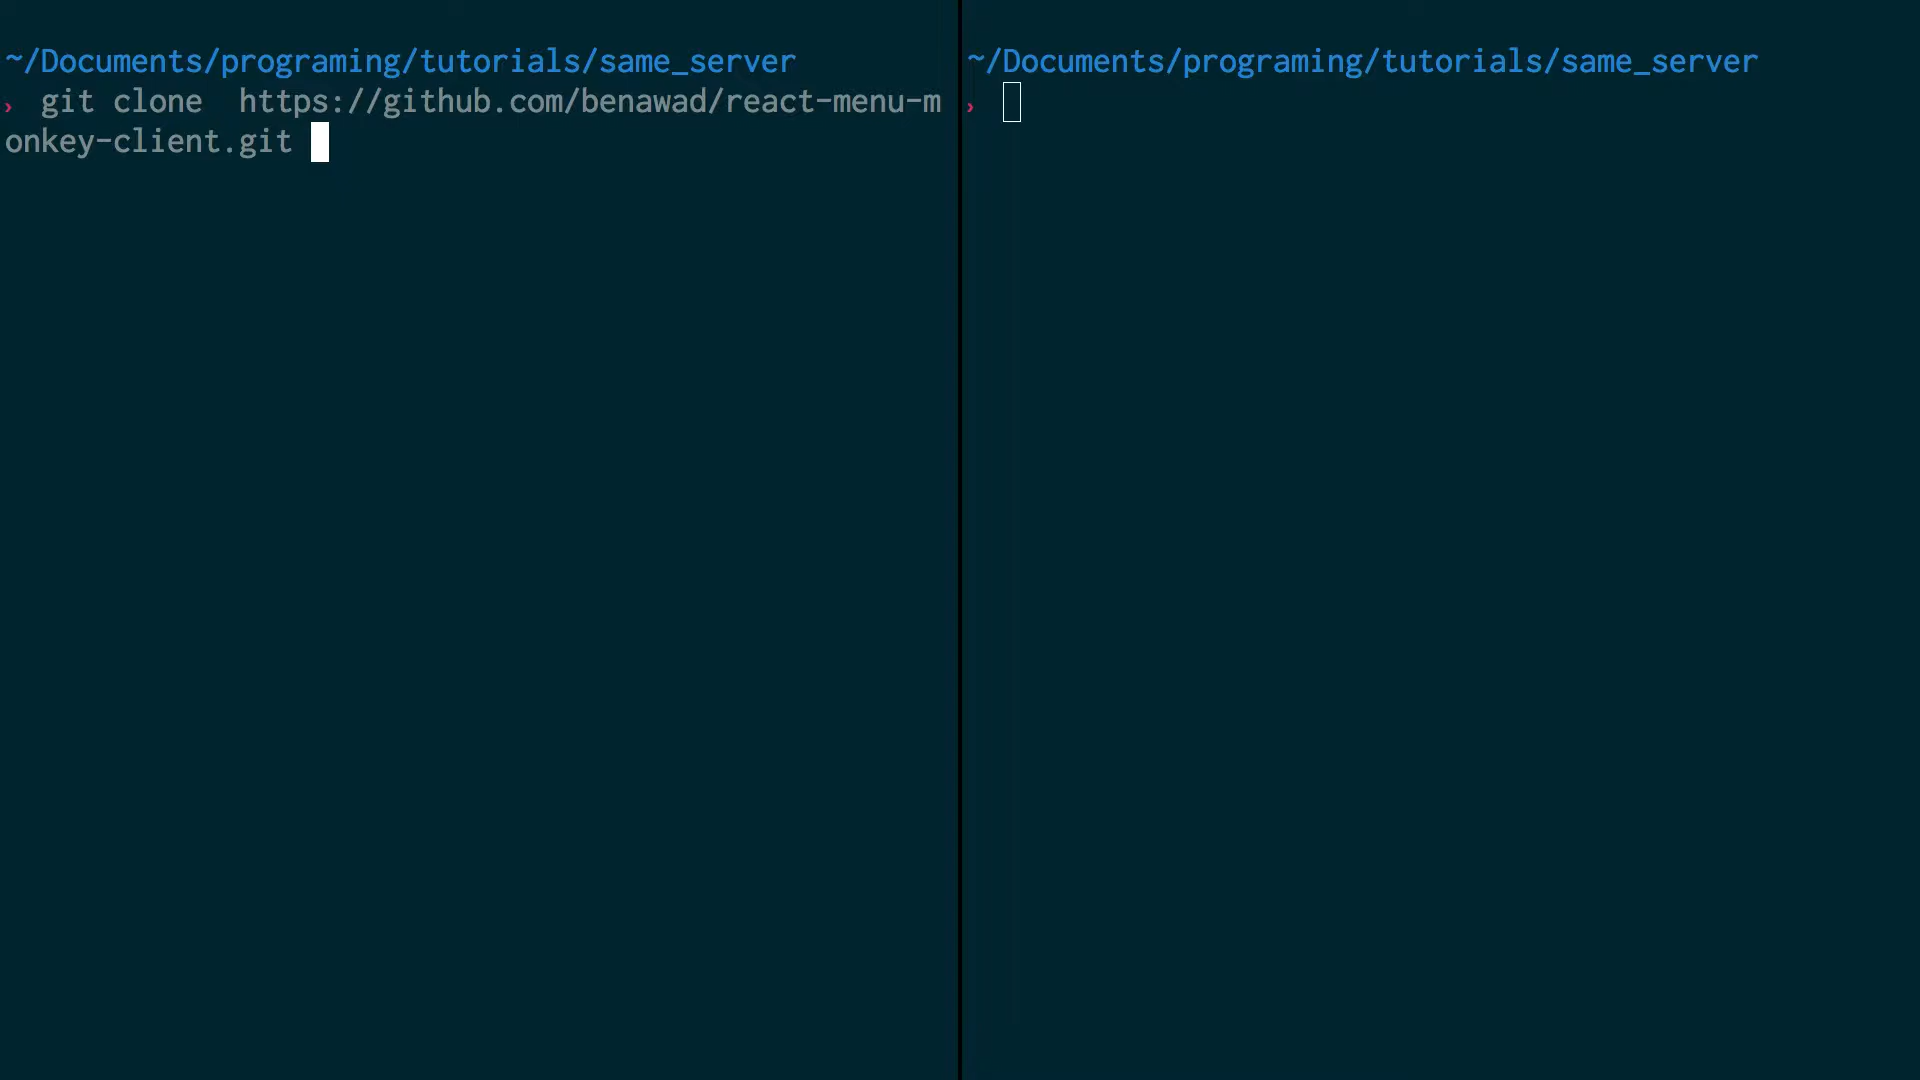 ~/Documents/programing/tutorials/same_server
› git clone  https://github.com/benawad/react-menu-m
onkey-client.git
~/Documents/programing/tutorials/same_server
›